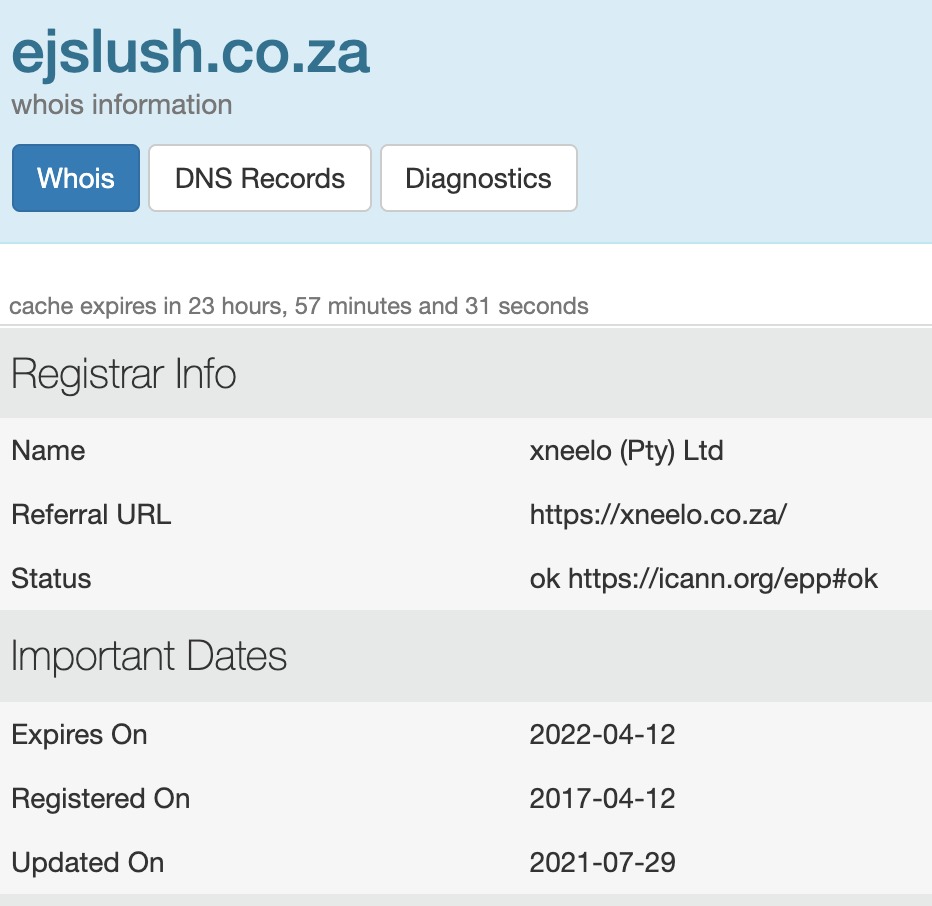 ejslush.co.za
whois information
Whois DNS Records Diagnostics
cache expires in 23 hours, 57 minutes and 31 seconds
Registrar Info
Name xneelo (Pty) Ltd
Referral URL https://xneelo.co.za/
Status ok https://icann.org/epp#ok
Important Dates
Expires On 2022-04-12
Registered On 2017-04-12
Updated On 2021-07-29